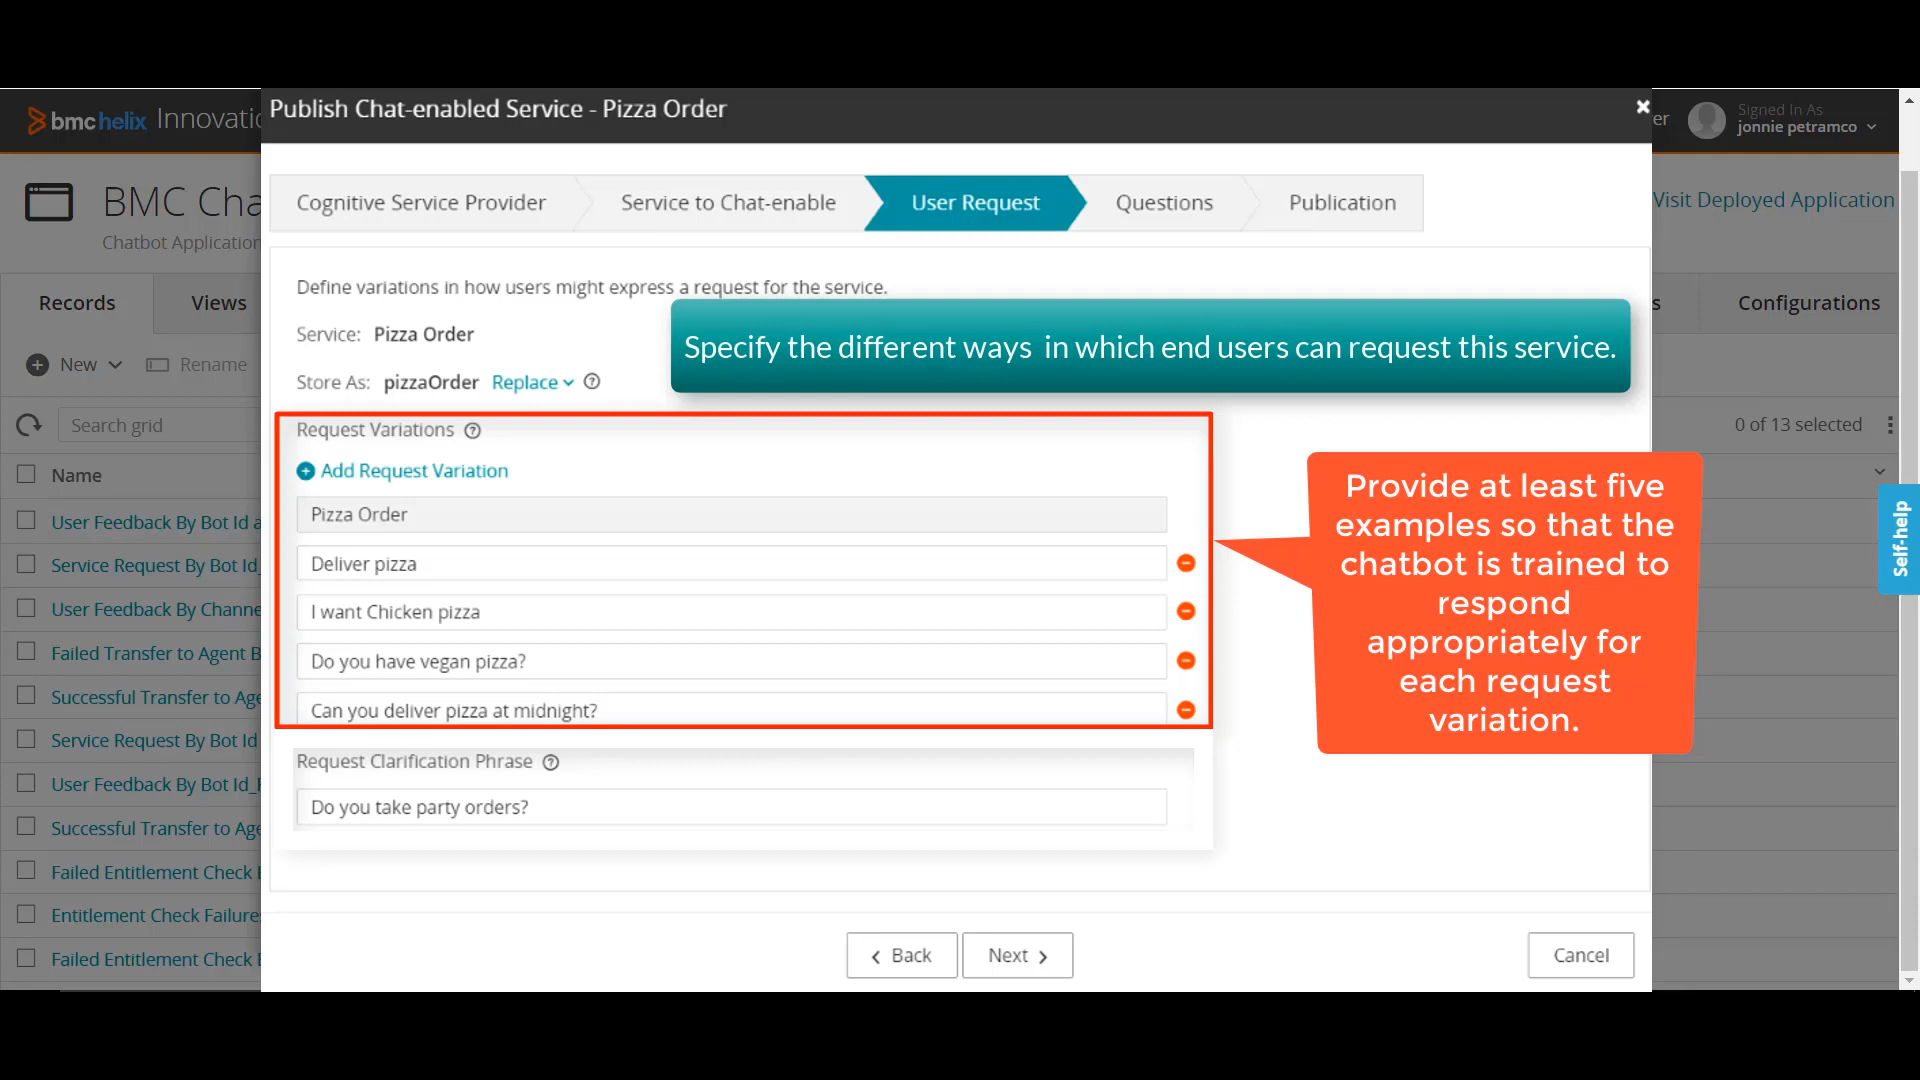 Publish Chat-enabled Service - Pizza Order
bmchelix Innovatio
Signed In As
jonnie petramco
er
BMC Cha
Chatbot Application
Visit Deployed Application
Cognitive Service Provider
Service to Chat-enable
User Request
Questions
Publication
Records
Views
s
Configurations
Define variations in how users might express a request for the service.
Service: Pizza Order
Specify the different ways in which end users can request this service.
New
Rename
Store As: pizzaOrder Replace
Search grid
0 of 13 selected
Request Variations
Add Request Variation
Name
Pizza Order
Deliver pizza
I want Chicken pizza
Do you have vegan pizza?
Can you deliver pizza at midnight?
Provide at least five
examples so that the
chatbot is trained to
respond
appropriately for
each request
variation.
Self-help
User Feedback By Bot Id a
Service Request By Bot Id_
User Feedback By Channe
Failed Transfer to Agent B
Successful Transfer to Age
Service Request By Bot Id
User Feedback By Bot Id_F
Successful Transfer to Age
Failed Entitlement Check E
Entitlement Check Failure
Failed Entitlement Check E
Request Clarification Phrase
Do you take party orders?
Back
Next
Cancel